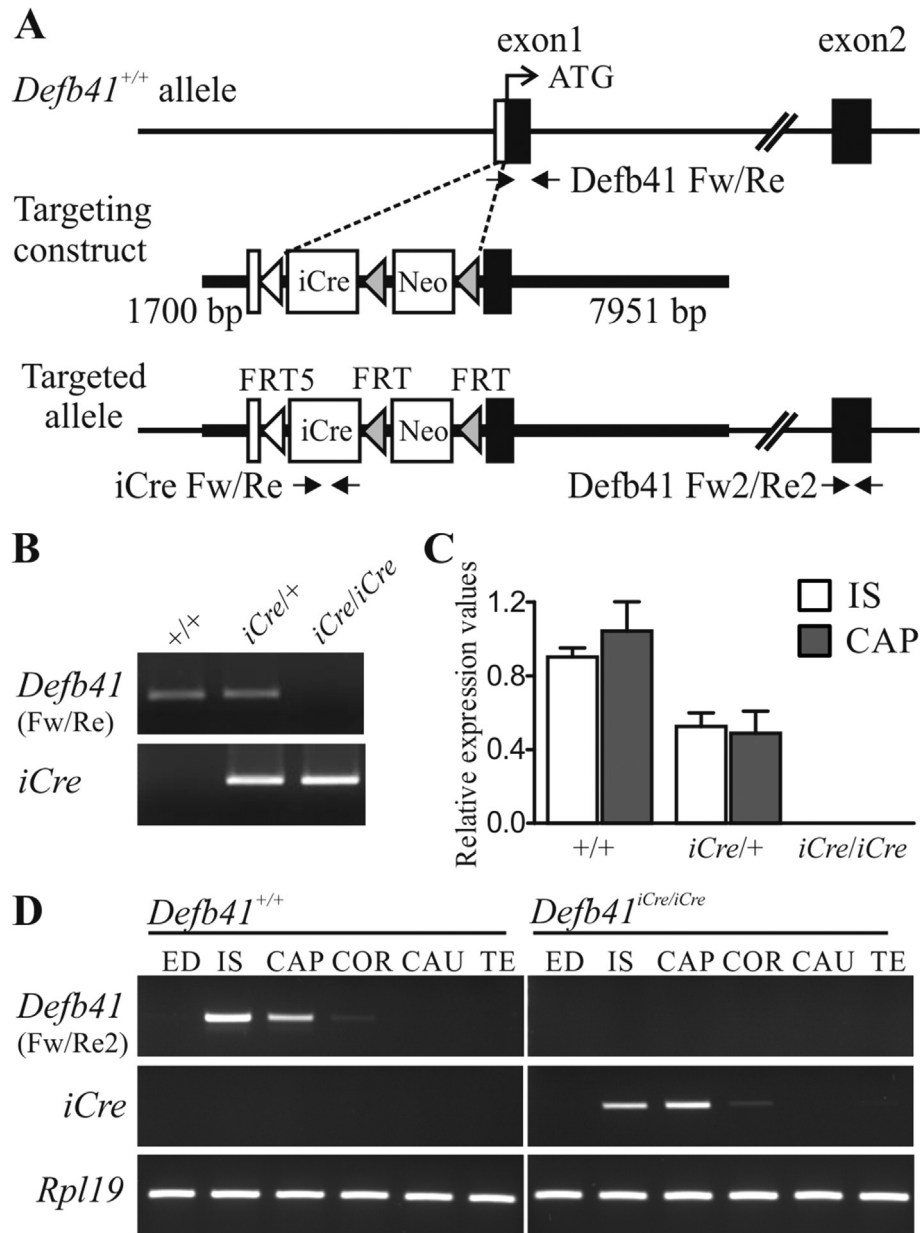 A
exon1
exon2
Defb41+/+ allele
ATG
Defb41 Fw/Re
Targeting
construct
iCre
Neo
1700 bp
7951 bp
Targeted
allele
FRT5
FRT
FRT
iCre
Neo
iCre Fw/Re
Defb41 Fw2/Re2
B
+/+
iCre/+
iCre/iCre
Defb41
(Fw/Re)
iCre
C
Relative expression values
1.2
0.8
0.4
0.0
IS
CAP
+/+
iCre/+
iCre/iCre
D
Defb41+/+
Defb41iCre/iCre
ED IS CAP COR CAU TE
ED IS CAP COR CAU TE
Defb41
(Fw/Re2)
iCre
Rpl19